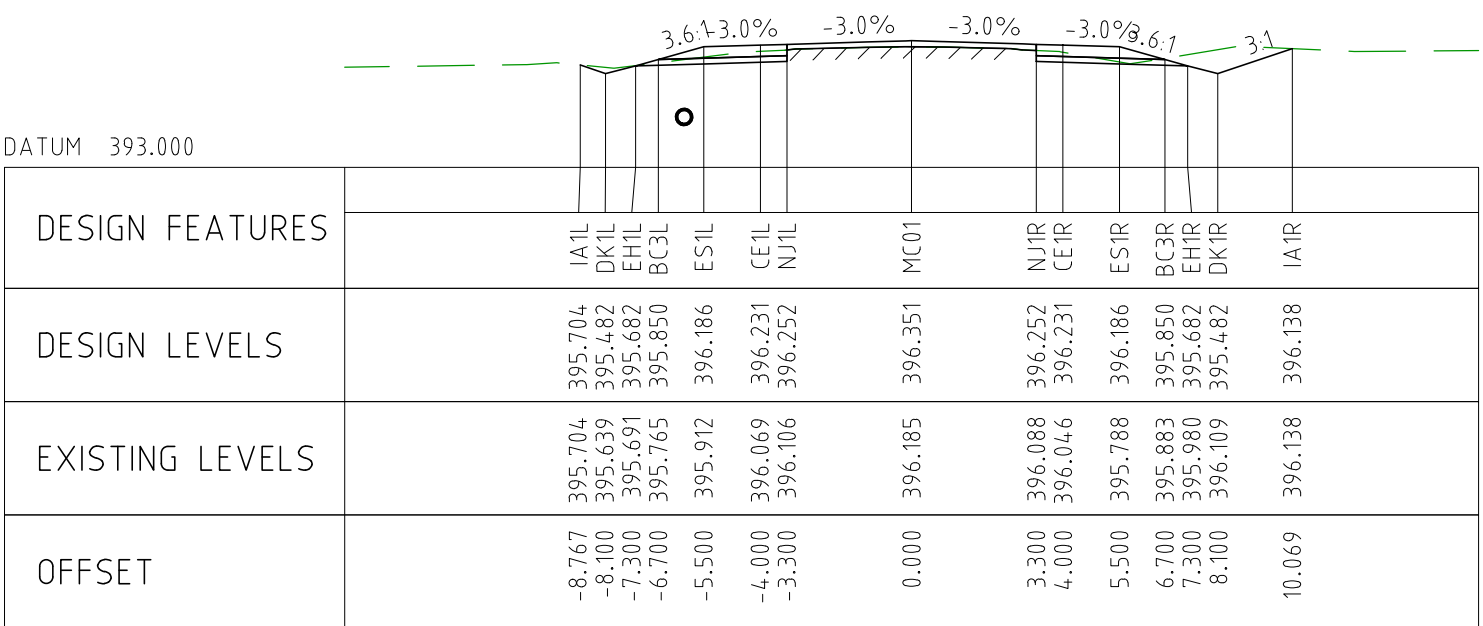 3.6:1 -3.0% -3.0% -3.0% -3.0% 3.6:1 3:1
DATUM 393.000
DESIGN FEATURES IA1L DK1L EH1L BC3L ES1L CE1L NJ1L MC01 NJ1R CE1R ES1R BC3R EH1R DK1R IA1R
DESIGN LEVELS 395.704 395.482 395.682 395.850 396.186 396.231 396.252 396.351 396.252 396.231 396.186 395.850 395.682 395.482 396.138
EXISTING LEVELS 395.704 395.639 395.691 395.765 395.912 396.069 396.106 396.185 396.088 396.046 395.788 395.883 395.980 396.109 396.138
OFFSET -8.767 -8.100 -7.300 -6.700 -5.500 -4.000 -3.300 0.000 3.300 4.000 5.500 6.700 7.300 8.100 10.069